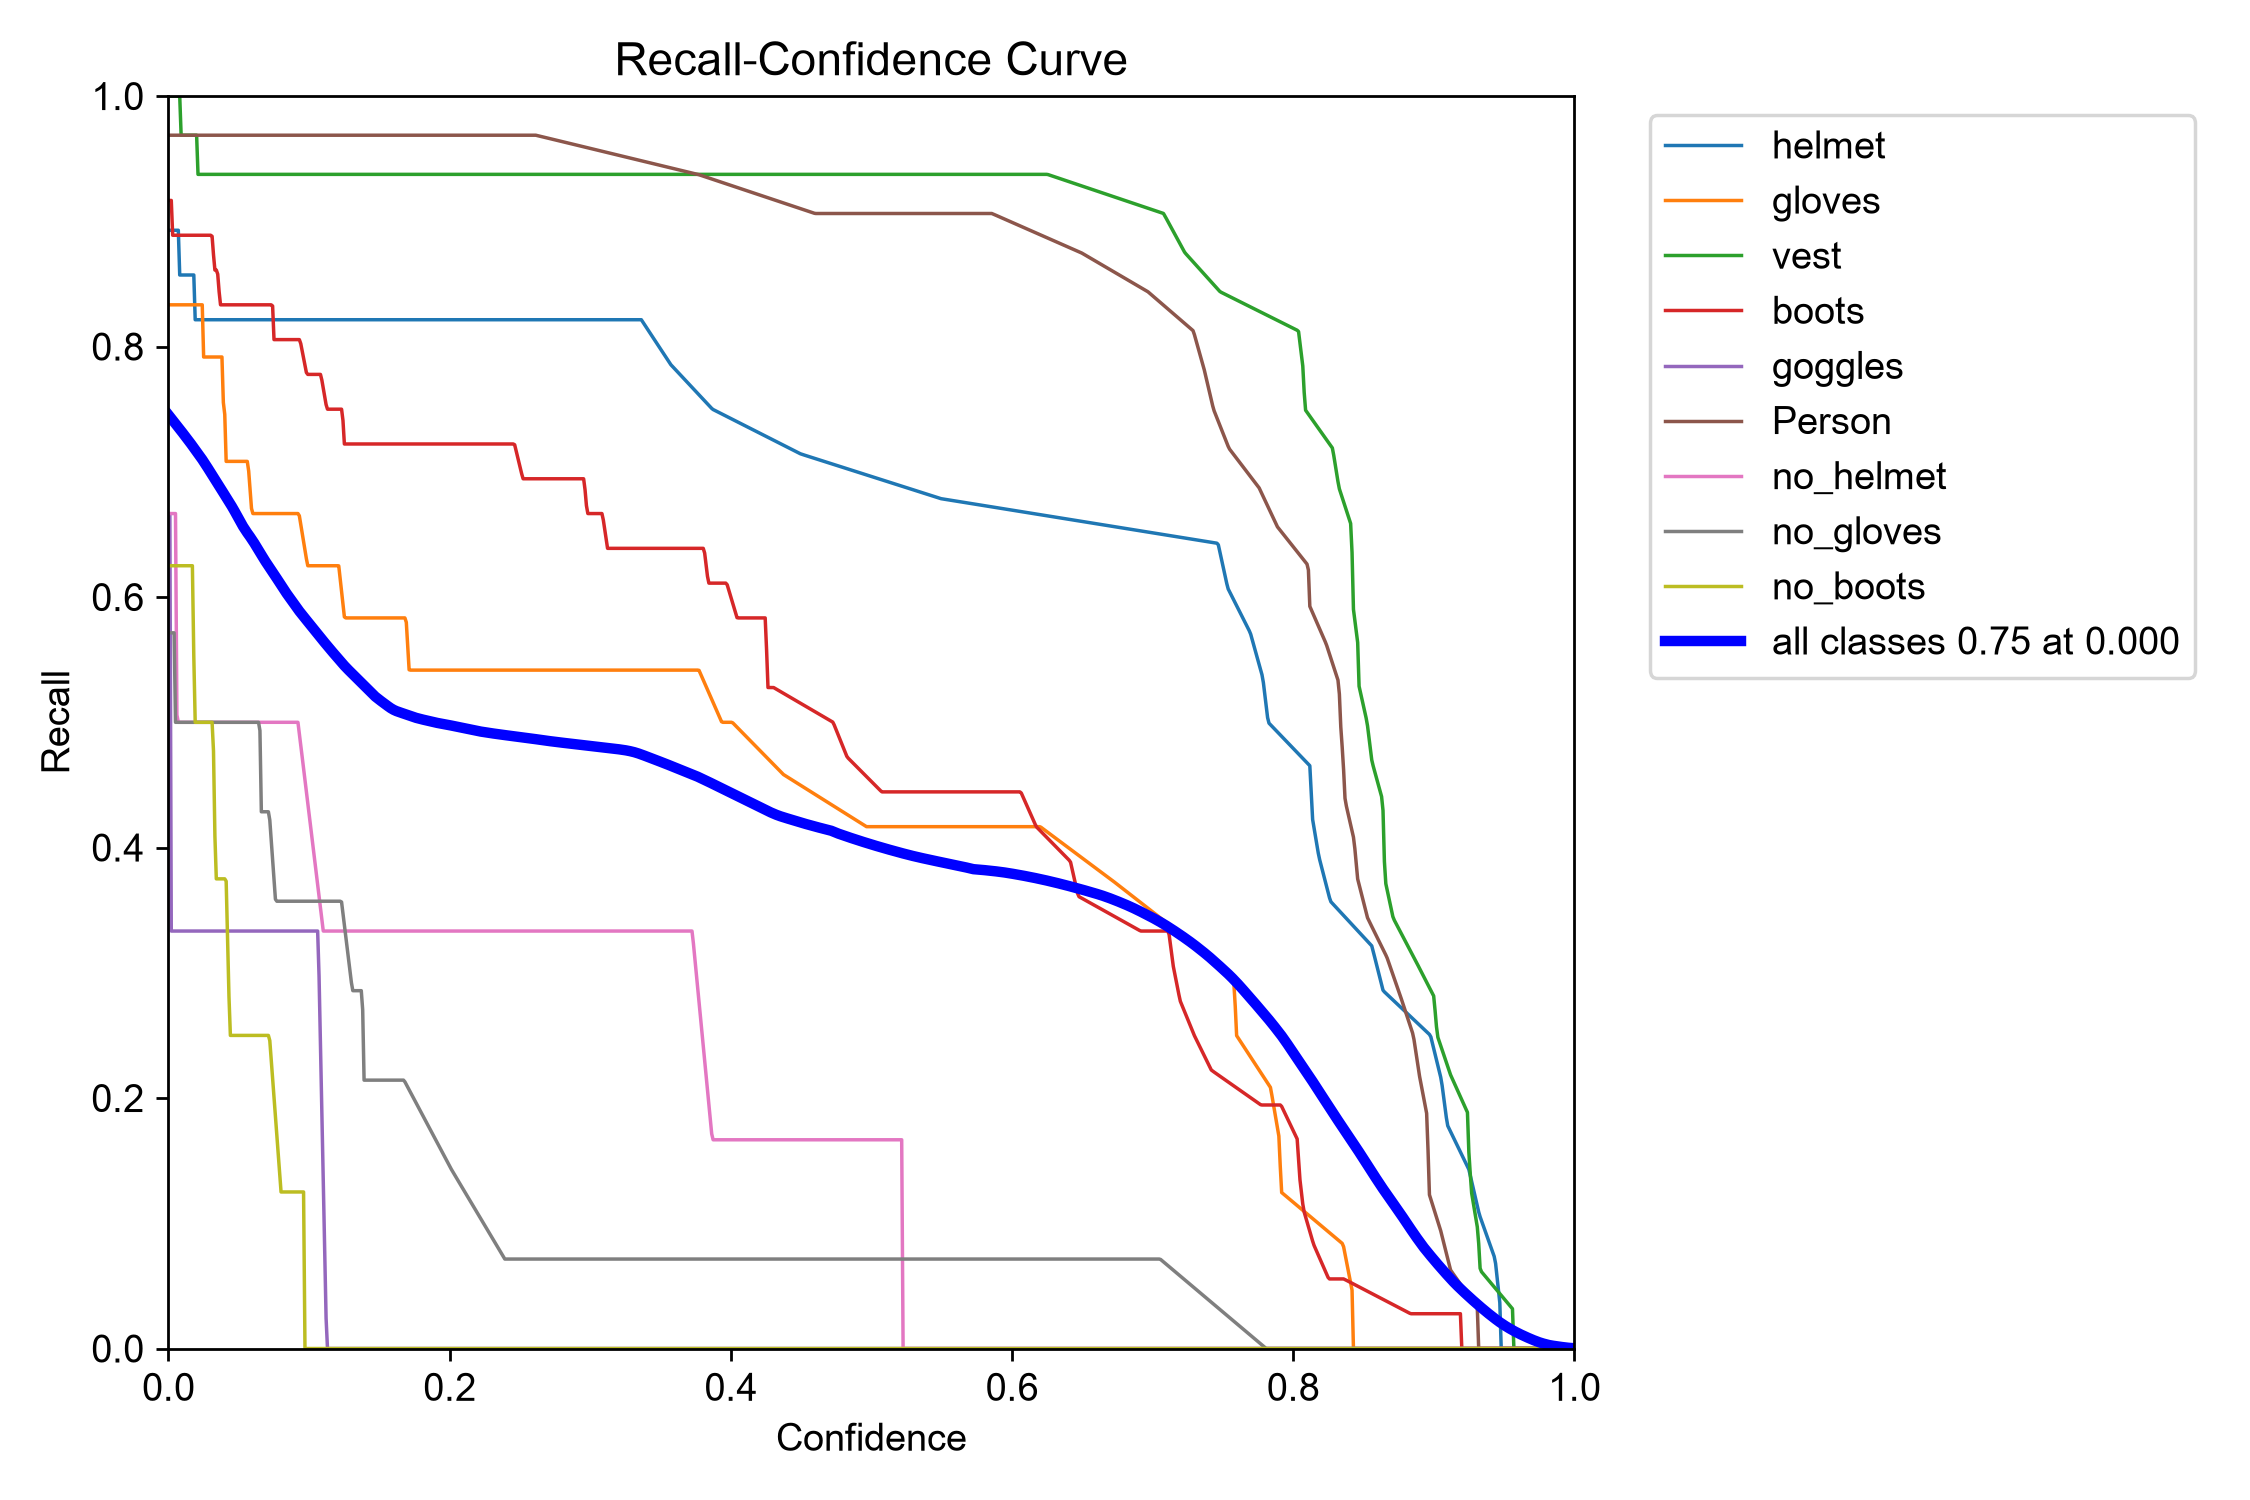 Recall-Confidence Curve
1.0
0.8
0.6
0.4
0.2
0.0
Recall
0.0 0.2 0.4 0.6 0.8 1.0
Confidence
helmet
gloves
vest
boots
goggles
Person
no_helmet
no_gloves
no_boots
all classes 0.75 at 0.000